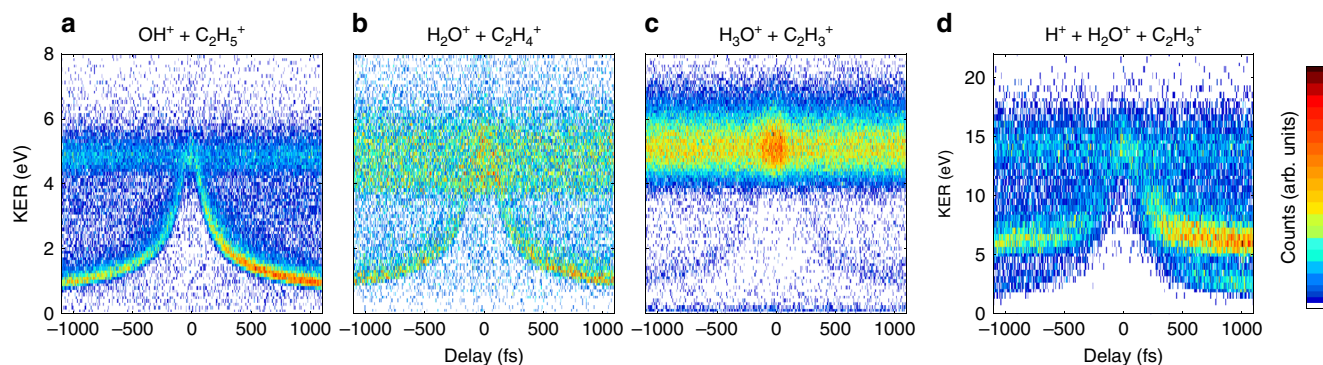 a
OH⁺ + C₂H₅⁺
b
H₂O⁺ + C₂H₄⁺
c
H₃O⁺ + C₂H₃⁺
d
H⁺ + H₂O⁺ + C₂H₃⁺
KER (eV)
8
6
4
2
0
−1000 −500 0 500 1000
−1000 −500 0 500 1000
−1000 −500 0 500 1000
Delay (fs)
KER (eV)
20
15
10
5
0
−1000 −500 0 500 1000
Delay (fs)
Counts (arb. units)